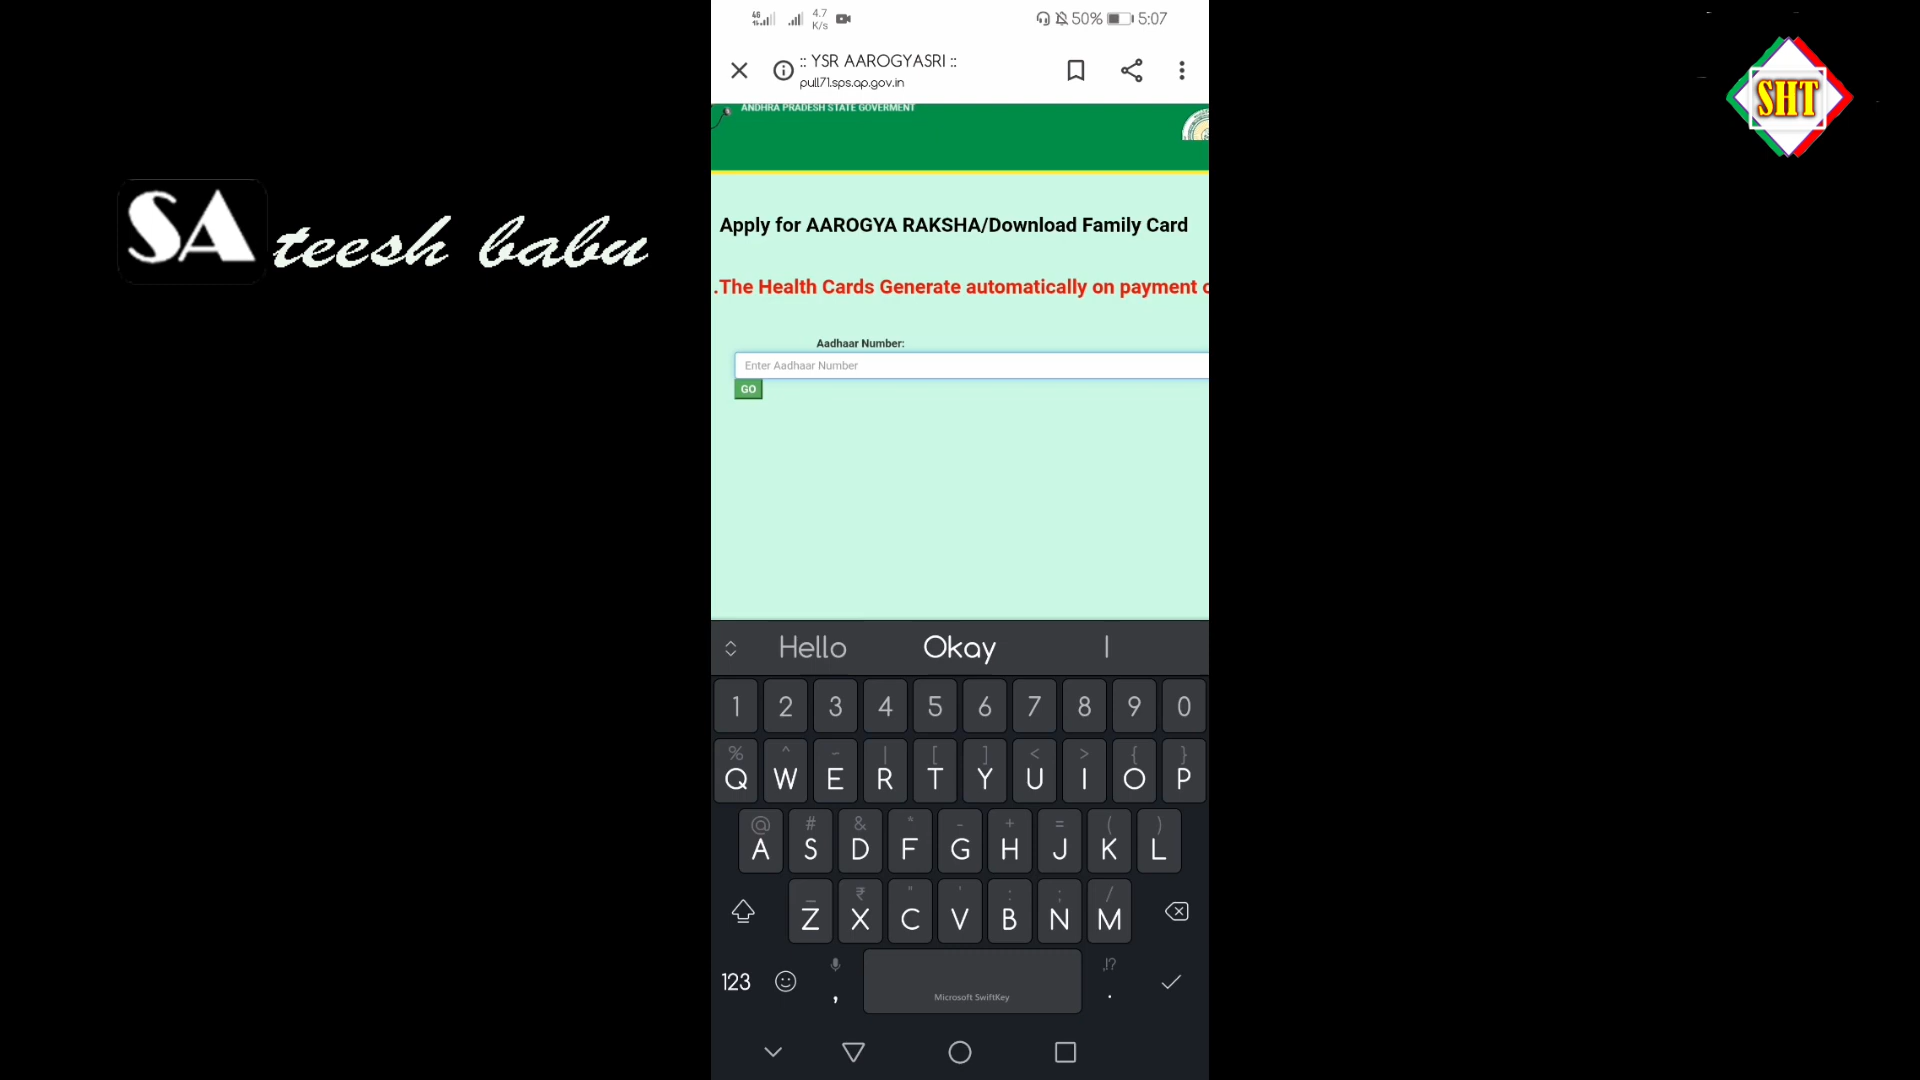 4G 4.7 K/s 50% 5:07
:: YSR AAROGYASRI ::
pull71.sps.ap.gov.in
SHT
ANDHRA PRADESH STATE GOVERMENT
SA teesh babu
Apply for AAROGYA RAKSHA/Download Family Card
.The Health Cards Generate automatically on payment
Aadhaar Number:
Enter Aadhaar Number
GO
Hello Okay I
1 2 3 4 5 6 7 8 9 0
% ^ ~ | [ ] < > { }
Q W E R T Y U I O P
@ # & * - + = ( )
A S D F G H J K L
_ ₹ " ' : ; /
Z X C V B N M
123 , ,!? .
Microsoft SwiftKey